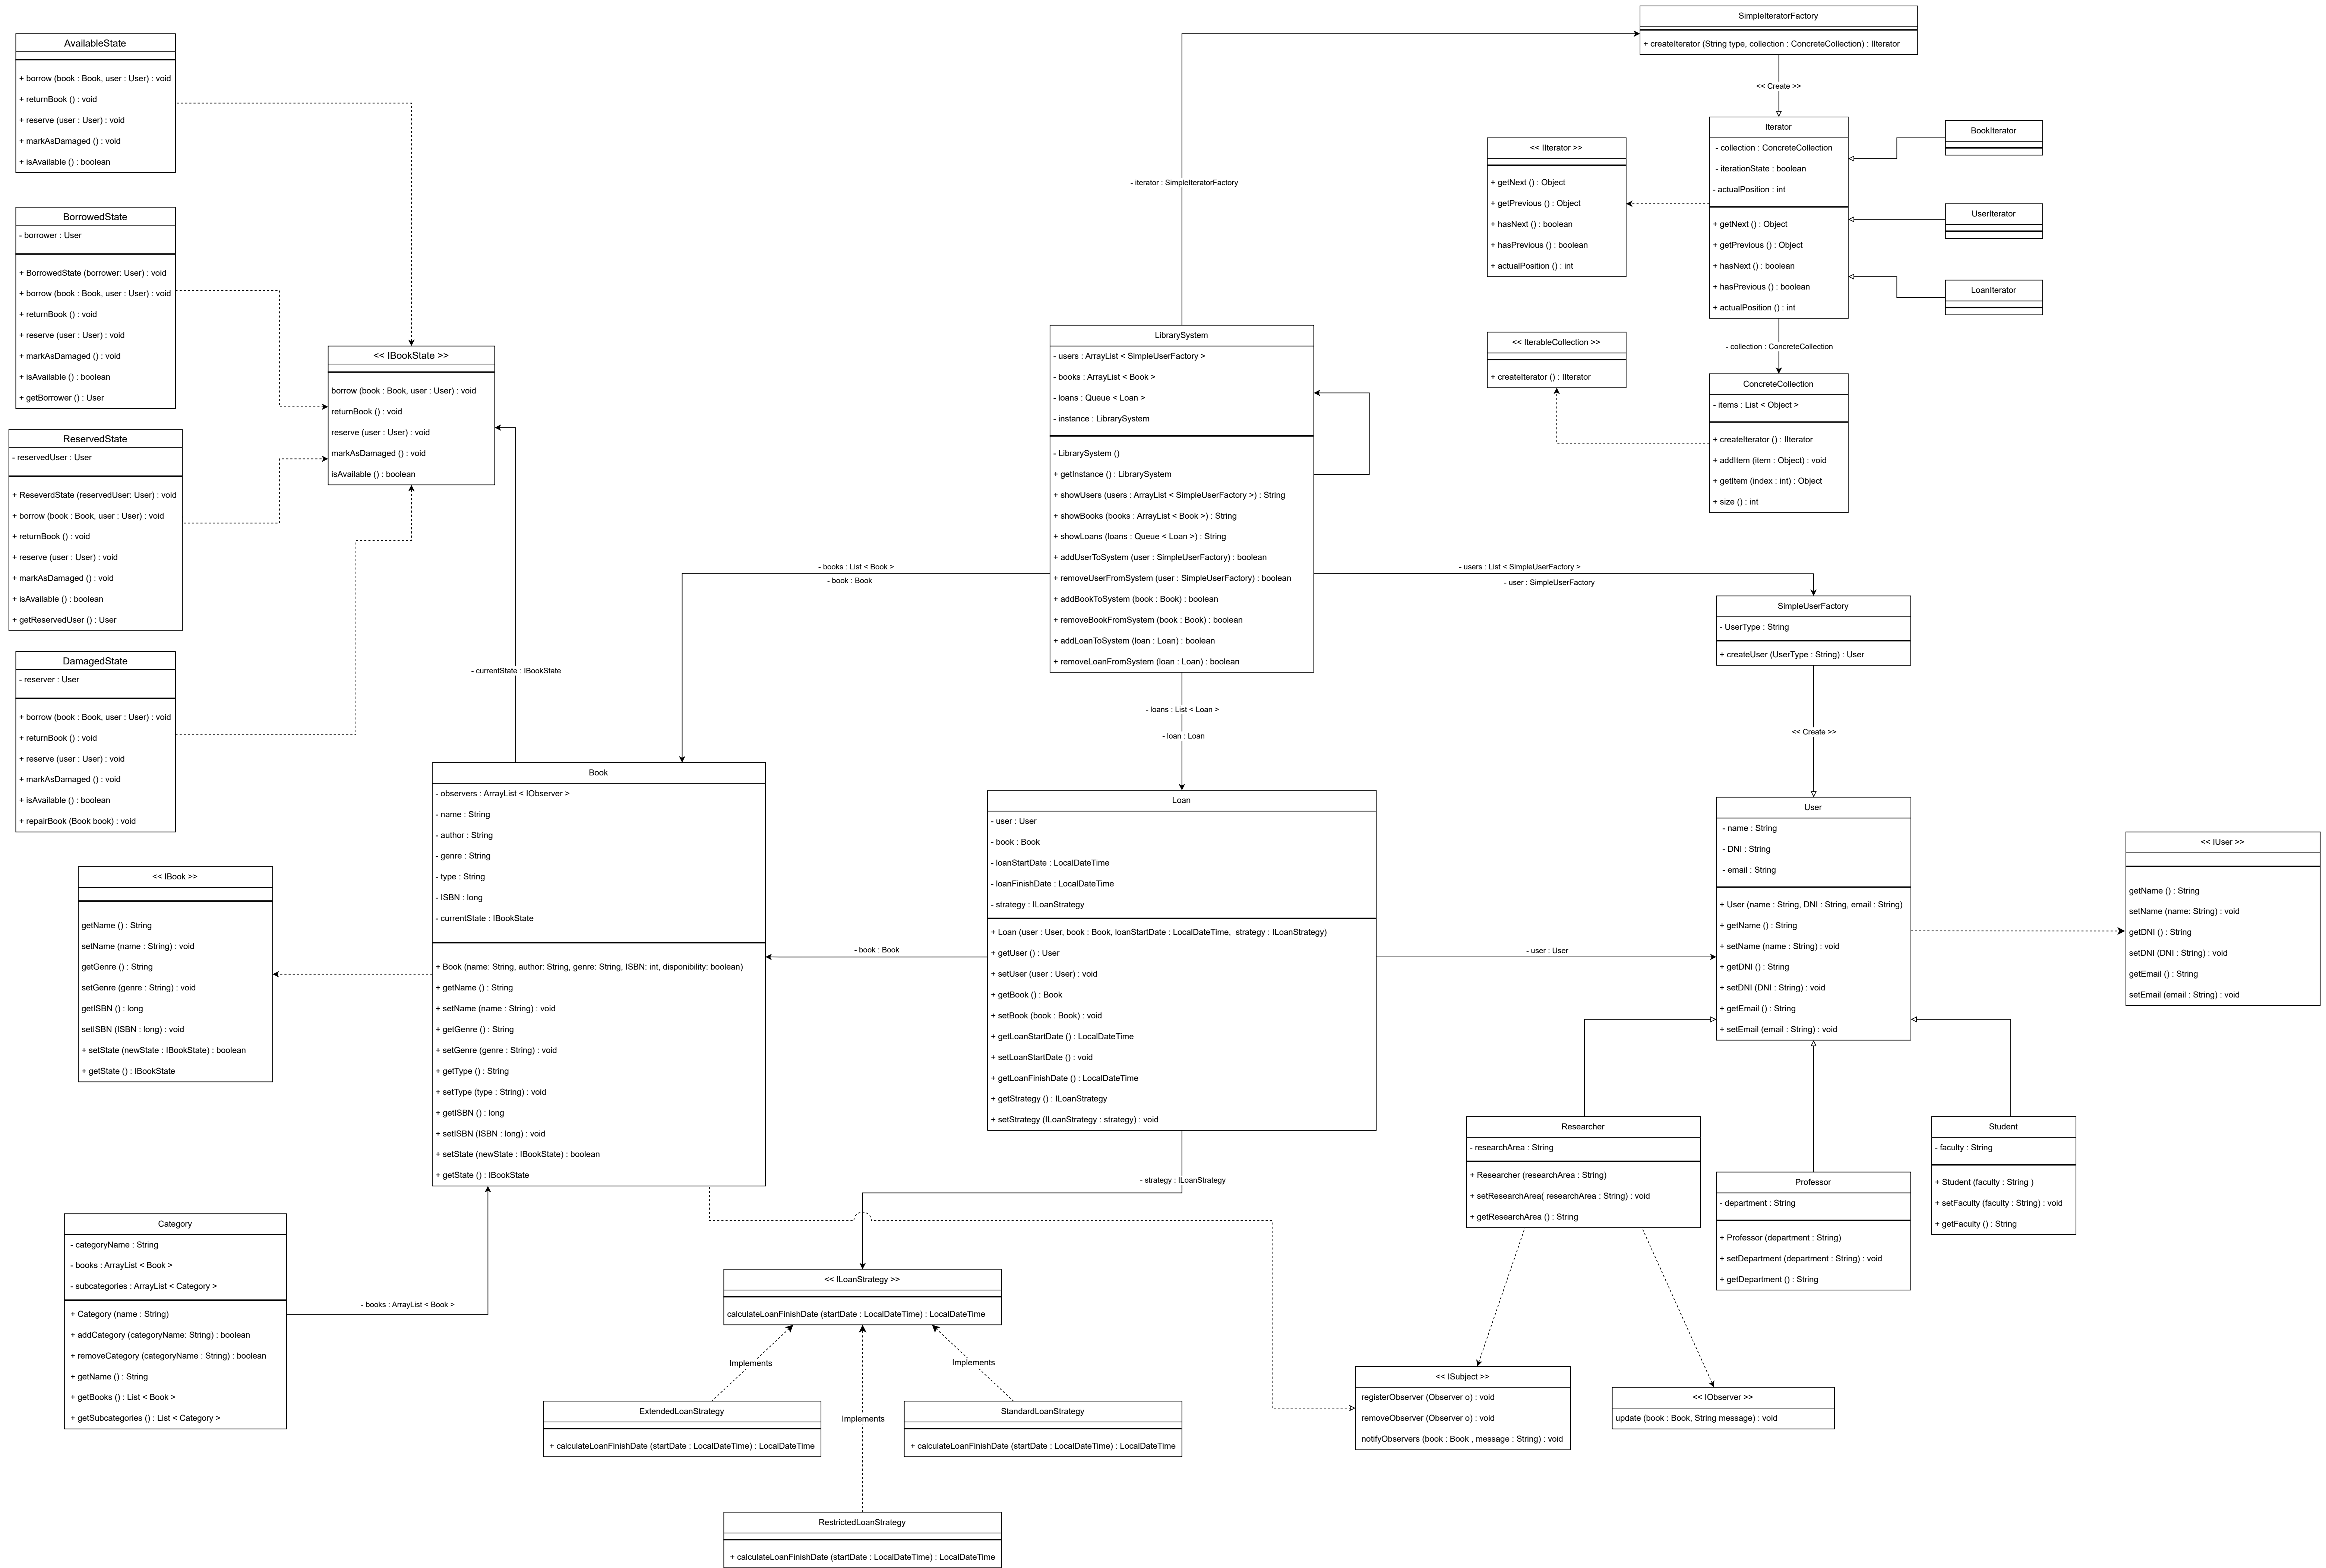 SimpleIteratorFactory
+ createIterator (String type, collection : ConcreteCollection) : IIterator
<< Create >>
AvailableState
+ borrow (book : Book, user : User) : void
+ returnBook () : void
+ reserve (user : User) : void
+ markAsDamaged () : void
+ isAvailable () : boolean
BorrowedState
- borrower : User
+ BorrowedState (borrower: User) : void
+ borrow (book : Book, user : User) : void
+ returnBook () : void
+ reserve (user : User) : void
+ markAsDamaged () : void
+ isAvailable () : boolean
+ getBorrower () : User
ReservedState
- reservedUser : User
+ ReseverdState (reservedUser: User) : void
+ borrow (book : Book, user : User) : void
+ returnBook () : void
+ reserve (user : User) : void
+ markAsDamaged () : void
+ isAvailable () : boolean
+ getReservedUser () : User
DamagedState
- reserver : User
+ borrow (book : Book, user : User) : void
+ returnBook () : void
+ reserve (user : User) : void
+ markAsDamaged () : void
+ isAvailable () : boolean
+ repairBook (Book book) : void
<< IBookState >>
borrow (book : Book, user : User) : void
returnBook () : void
reserve (user : User) : void
markAsDamaged () : void
isAvailable () : boolean
- currentState : IBookState
- iterator : SimpleIteratorFactory
<< IIterator >>
+ getNext () : Object
+ getPrevious () : Object
+ hasNext () : boolean
+ hasPrevious () : boolean
+ actualPosition () : int
Iterator
- collection : ConcreteCollection
- iterationState : boolean
- actualPosition : int
+ getNext () : Object
+ getPrevious () : Object
+ hasNext () : boolean
+ hasPrevious () : boolean
+ actualPosition () : int
BookIterator
UserIterator
LoanIterator
- collection : ConcreteCollection
<< IterableCollection >>
+ createIterator () : IIterator
ConcreteCollection
- items : List < Object >
+ createIterator () : IIterator
+ addItem (item : Object) : void
+ getItem (index : int) : Object
+ size () : int
LibrarySystem
- users : ArrayList < SimpleUserFactory >
- books : ArrayList < Book >
- loans : Queue < Loan >
- instance : LibrarySystem
- LibrarySystem ()
+ getInstance () : LibrarySystem
+ showUsers (users : ArrayList < SimpleUserFactory >) : String
+ showBooks (books : ArrayList < Book >) : String
+ showLoans (loans : Queue < Loan >) : String
+ addUserToSystem (user : SimpleUserFactory) : boolean
+ removeUserFromSystem (user : SimpleUserFactory) : boolean
+ addBookToSystem (book : Book) : boolean
+ removeBookFromSystem (book : Book) : boolean
+ addLoanToSystem (loan : Loan) : boolean
+ removeLoanFromSystem (loan : Loan) : boolean
- books : List < Book >
- book : Book
- users : List < SimpleUserFactory >
- user : SimpleUserFactory
- loans : List < Loan >
- loan : Loan
SimpleUserFactory
- UserType : String
+ createUser (UserType : String) : User
<< Create >>
Book
- observers : ArrayList < IObserver >
- name : String
- author : String
- genre : String
- type : String
- ISBN : long
- currentState : IBookState
+ Book (name: String, author: String, genre: String, ISBN: int, disponibility: boolean)
+ getName () : String
+ setName (name : String) : void
+ getGenre () : String
+ setGenre (genre : String) : void
+ getType () : String
+ setType (type : String) : void
+ getISBN () : long
+ setISBN (ISBN : long) : void
+ setState (newState : IBookState) : boolean
+ getState () : IBookState
<< IBook >>
getName () : String
setName (name : String) : void
getGenre () : String
setGenre (genre : String) : void
getISBN () : long
setISBN (ISBN : long) : void
+ setState (newState : IBookState) : boolean
+ getState () : IBookState
- book : Book
Loan
- user : User
- book : Book
- loanStartDate : LocalDateTime
- loanFinishDate : LocalDateTime
- strategy : ILoanStrategy
+ Loan (user : User, book : Book, loanStartDate : LocalDateTime, strategy : ILoanStrategy)
+ getUser () : User
+ setUser (user : User) : void
+ getBook () : Book
+ setBook (book : Book) : void
+ getLoanStartDate () : LocalDateTime
+ setLoanStartDate () : void
+ getLoanFinishDate () : LocalDateTime
+ getStrategy () : ILoanStrategy
+ setStrategy (ILoanStrategy : strategy) : void
- user : User
User
- name : String
- DNI : String
- email : String
+ User (name : String, DNI : String, email : String)
+ getName () : String
+ setName (name : String) : void
+ getDNI () : String
+ setDNI (DNI : String) : void
+ getEmail () : String
+ setEmail (email : String) : void
<< IUser >>
getName () : String
setName (name: String) : void
getDNI () : String
setDNI (DNI : String) : void
getEmail () : String
setEmail (email : String) : void
Researcher
- researchArea : String
+ Researcher (researchArea : String)
+ setResearchArea( researchArea : String) : void
+ getResearchArea () : String
Professor
- department : String
+ Professor (department : String)
+ setDepartment (department : String) : void
+ getDepartment () : String
Student
- faculty : String
+ Student (faculty : String )
+ setFaculty (faculty : String) : void
+ getFaculty () : String
- strategy : ILoanStrategy
Category
- categoryName : String
- books : ArrayList < Book >
- subcategories : ArrayList < Category >
+ Category (name : String)
+ addCategory (categoryName: String) : boolean
+ removeCategory (categoryName : String) : boolean
+ getName () : String
+ getBooks () : List < Book >
+ getSubcategories () : List < Category >
- books : ArrayList < Book >
<< ILoanStrategy >>
calculateLoanFinishDate (startDate : LocalDateTime) : LocalDateTime
Implements
Implements
Implements
ExtendedLoanStrategy
+ calculateLoanFinishDate (startDate : LocalDateTime) : LocalDateTime
StandardLoanStrategy
+ calculateLoanFinishDate (startDate : LocalDateTime) : LocalDateTime
RestrictedLoanStrategy
+ calculateLoanFinishDate (startDate : LocalDateTime) : LocalDateTime
<< ISubject >>
registerObserver (Observer o) : void
removeObserver (Observer o) : void
notifyObservers (book : Book , message : String) : void
<< IObserver >>
update (book : Book, String message) : void